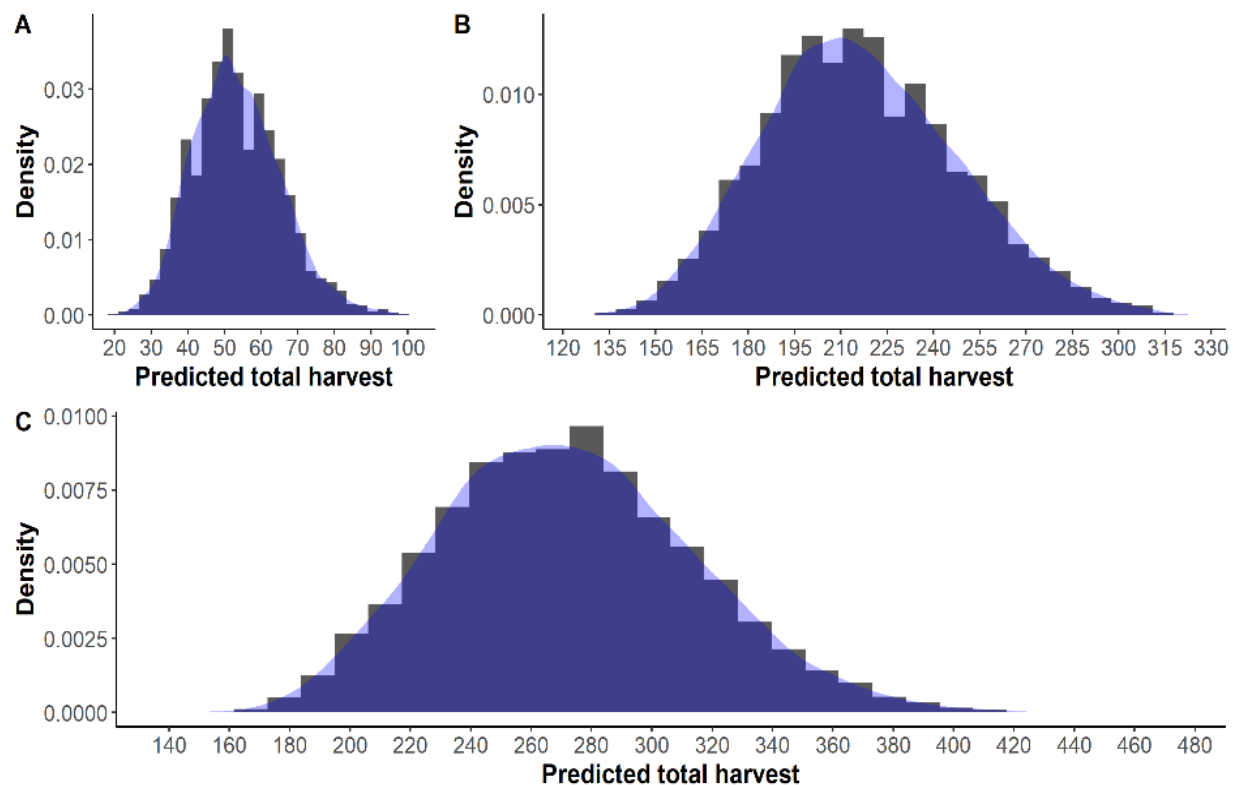 A
Density
0.03
0.02
0.01
0.00
20 30 40 50 60 70 80 90 100
Predicted total harvest
B
Density
0.010
0.005
0.000
120 135 150 165 180 195 210 225 240 255 270 285 300 315 330
Predicted total harvest
C
Density
0.0100
0.0075
0.0050
0.0025
0.0000
140 160 180 200 220 240 260 280 300 320 340 360 380 400 420 440 460 480
Predicted total harvest